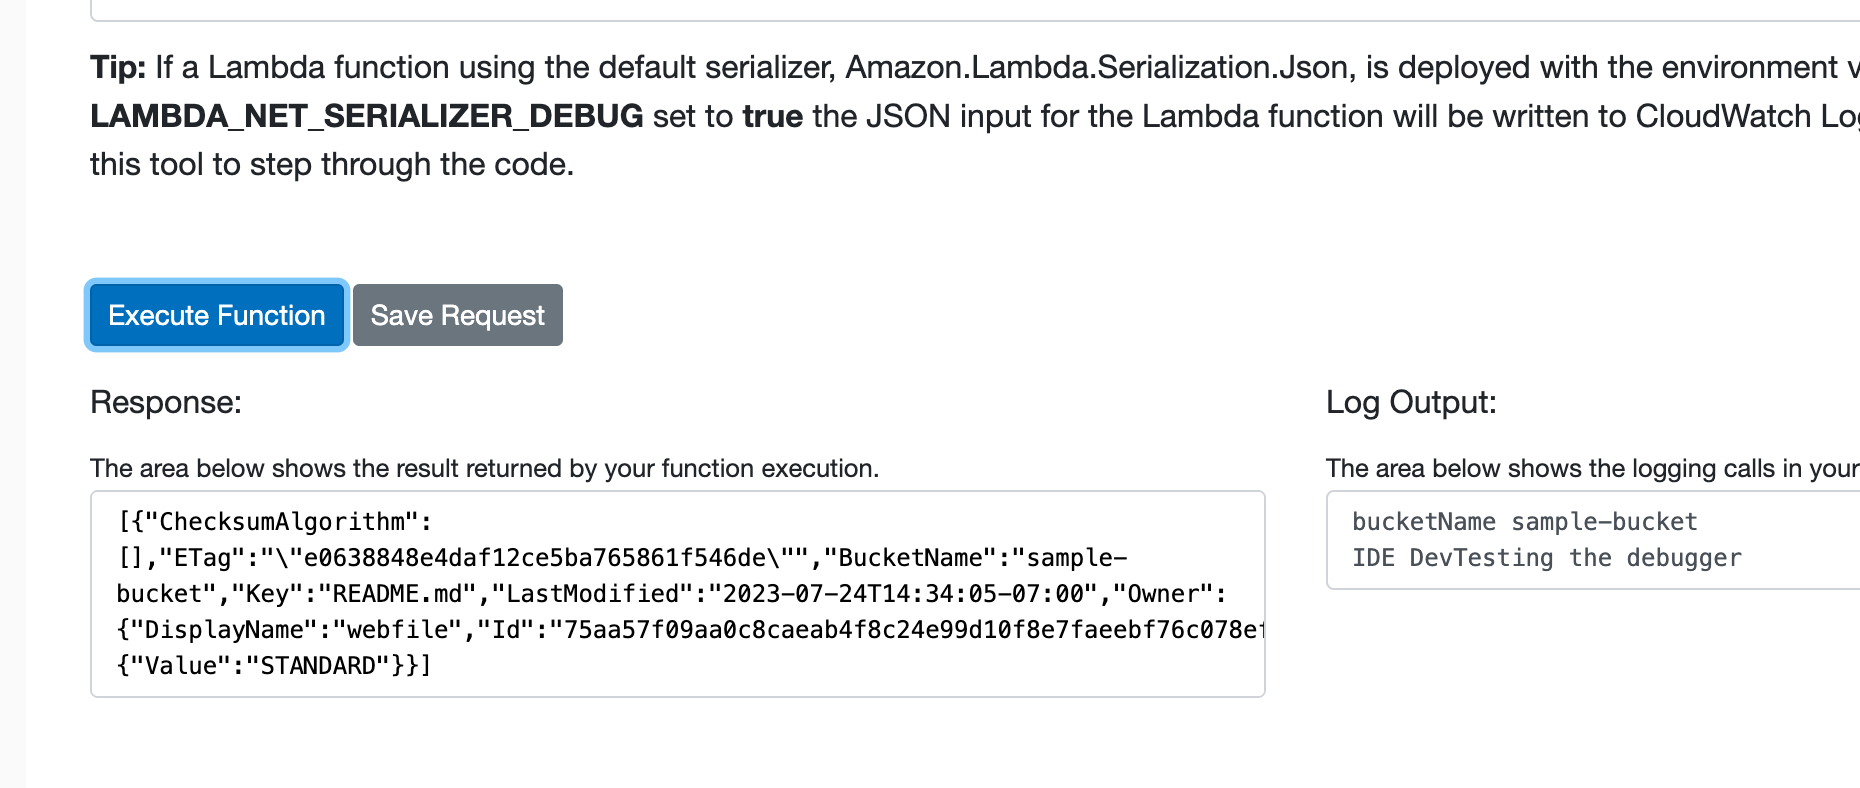 Tip: If a Lambda function using the default serializer, Amazon.Lambda.Serialization.Json, is deployed with the environment
LAMBDA_NET_SERIALIZER_DEBUG set to true the JSON input for the Lambda function will be written to CloudWatch
this tool to step through the code.
Execute Function Save Request
Response:
The area below shows the result returned by your function execution.
[{"ChecksumAlgorithm":
[],"ETag":"\"e0638848e4daf12ce5ba765861f546de\"","BucketName":"sample-
bucket","Key":"README.md","LastModified":"2023-07-24T14:34:05-07:00","Owner":
{"DisplayName":"webfile","Id":"75aa57f09aa0c8caeab4f8c24e99d10f8e7faeebf76c078e
{"Value":"STANDARD"}}]
Log Output:
The area below shows the logging calls in your
bucketName sample-bucket
IDE DevTesting the debugger